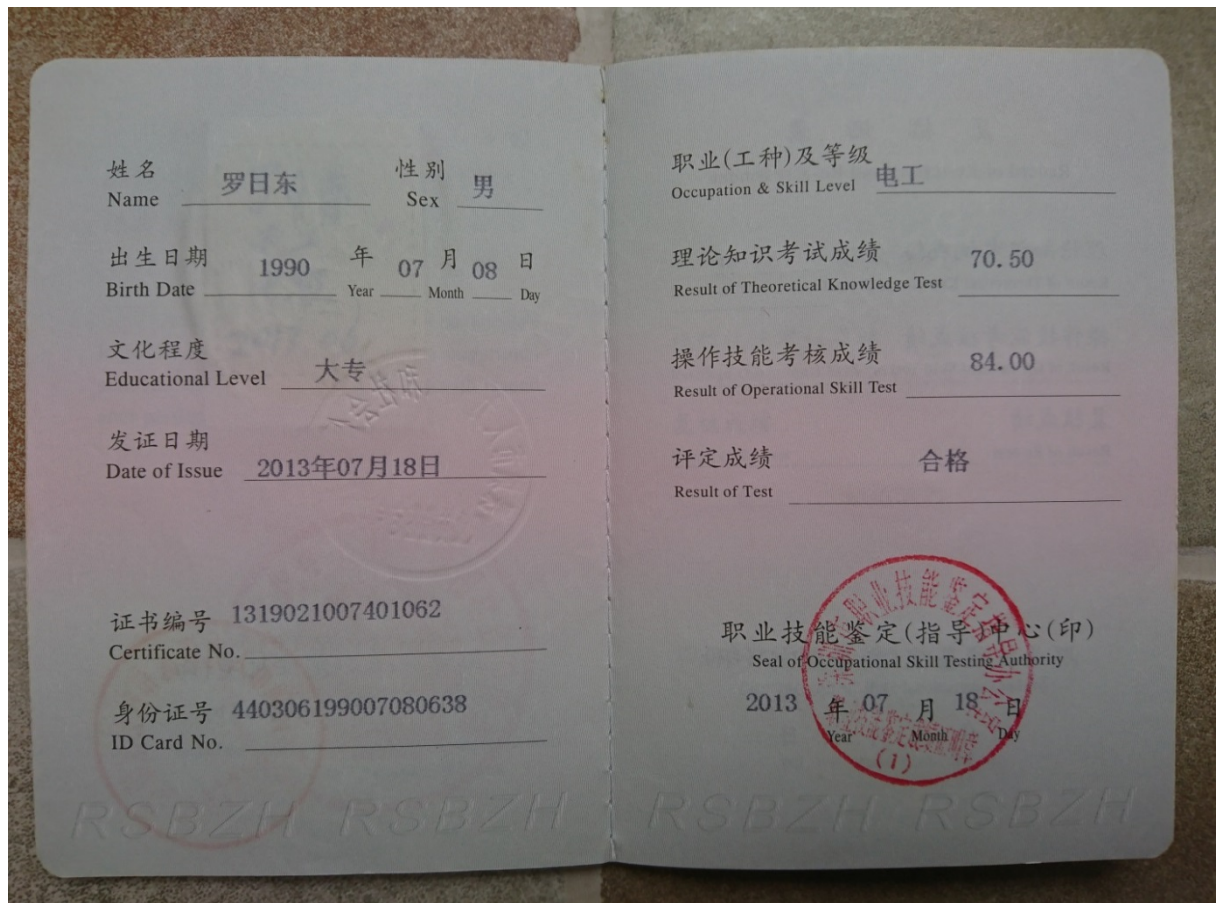 姓名 罗日东 性别 男
Name Sex
出生日期 1990 年 07 月 08 日
Birth Date Year Month Day
文化程度 大专
Educational Level
发证日期
Date of Issue 2013年07月18日
证书编号 1319021007401062
Certificate No.
身份证号 440306199007080638
ID Card No.
RSBZH RSBZH
职业(工种)及等级 电工
Occupation & Skill Level
理论知识考试成绩 70.50
Result of Theoretical Knowledge Test
操作技能考核成绩 84.00
Result of Operational Skill Test
评定成绩 合格
Result of Test
职业技能鉴定(指导)中心(印)
Seal of Occupational Skill Testing Authority
2013 年 07 月 18 日
Year Month Day
(1)
RSBZH RSBZH